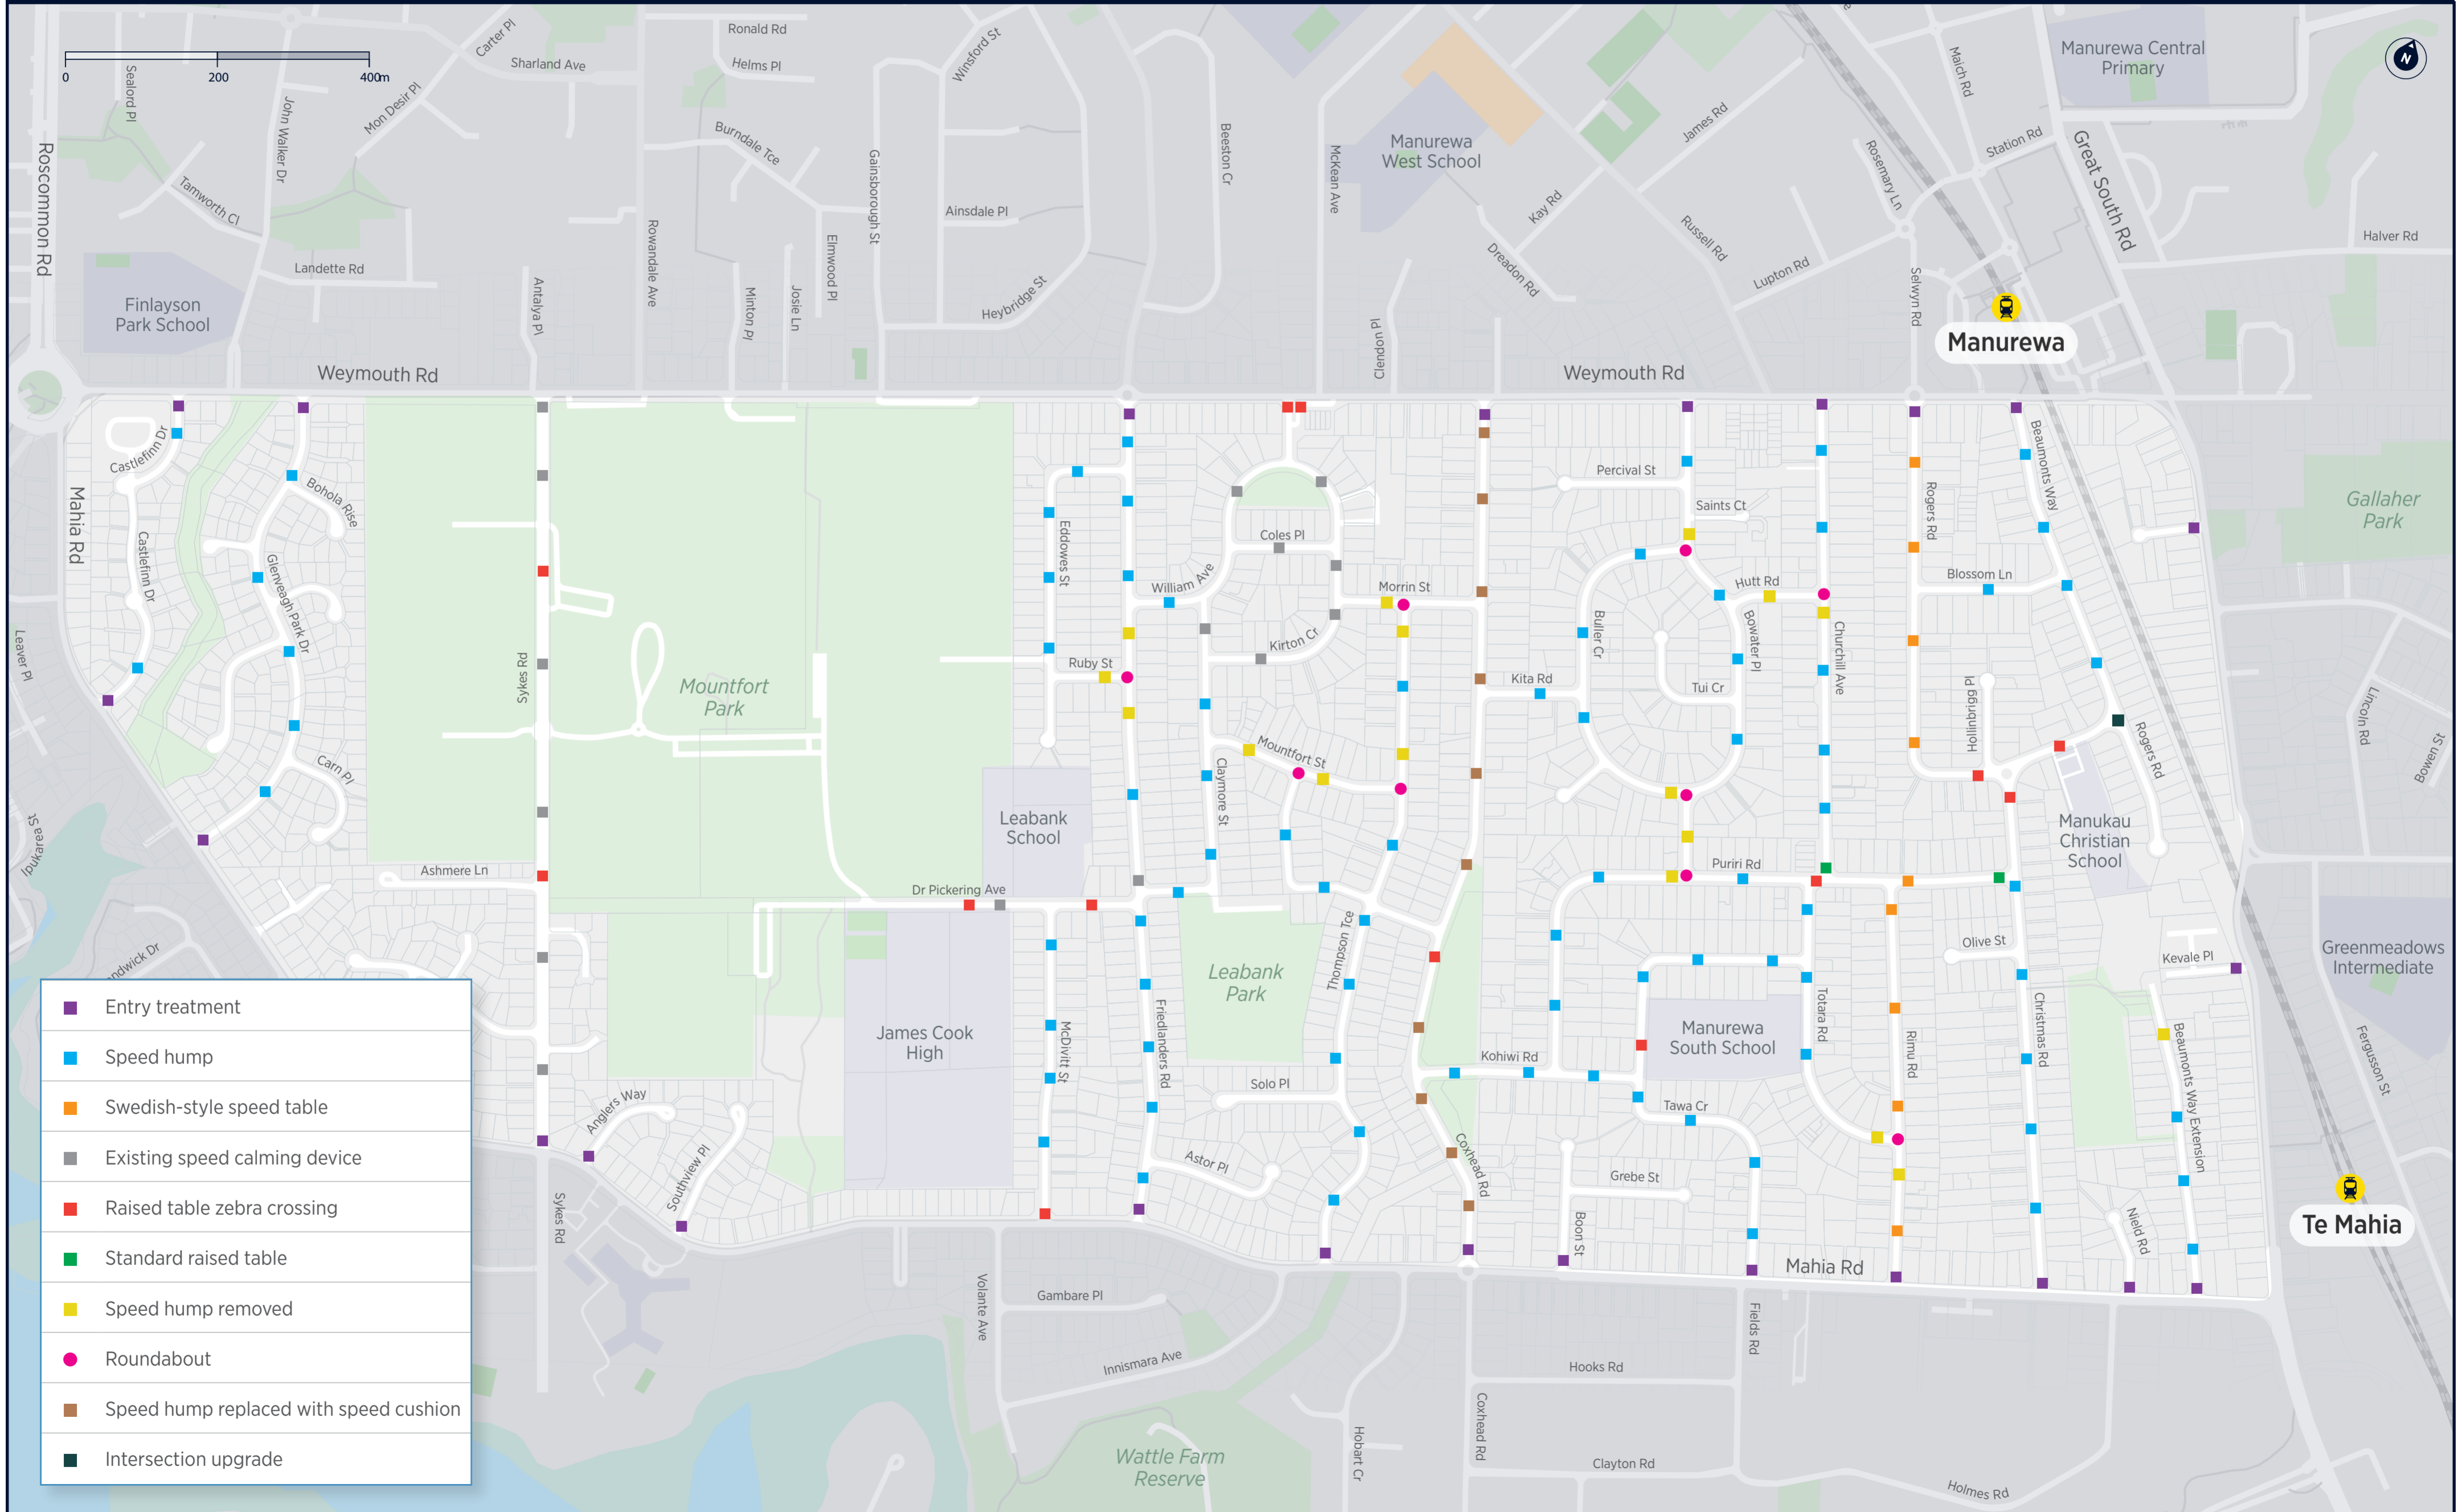 0 200 400m
N
Roscommon Rd
Sealord Pl
John Walker Dr
Carter Pl
Mon Desir Pl
Sharland Ave
Tamworth Cl
Landette Rd
Finlayson
Park School
Antalya Pl
Rowandale Ave
Ronald Rd
Helms Pl
Burndale Tce
Minton Pl
Josie Ln
Elmwood Pl
Gainsborough St
Winsford St
Ainsdale Pl
Heybridge St
Beeston Cr
McKean Ave
Clendon Pl
Manurewa
West School
Dreadon Rd
Kay Rd
James Rd
Russell Rd
Lupton Rd
Rosemary Ln
Selwyn Rd
Maich Rd
Station Rd
Manurewa Central
Primary
Great South Rd
Halver Rd
Manurewa
Weymouth Rd
Weymouth Rd
Mahia Rd
Castlefinn Dr
Castlefinn Dr
Bohola Rise
Glenveagh Park Dr
Carn Pl
Leaver Pl
Ipukarea St
Sykes Rd
Mountfort
Park
Ashmere Ln
Eddowes St
Ruby St
William Ave
Coles Pl
Kirton Cr
Morrin St
Mountfort St
Claymore St
Leabank
School
Dr Pickering Ave
Percival St
Saints Ct
Hutt Rd
Buller Cr
Bowater Pl
Tui Cr
Kita Rd
Churchill Ave
Puriri Rd
Rogers Rd
Beaumonts Way
Blossom Ln
Hollinbrigg Pl
Rogers Rd
Manukau
Christian
School
Gallaher
Park
Lincoln Rd
Bowen St
Greenmeadows
Intermediate
Fergusson St
Kevale Pl
Olive St
Christmas Rd
Beaumonts Way Extension
Nield Rd
Rimu Rd
Totara Rd
Manurewa
South School
Kohiwi Rd
Tawa Cr
Grebe St
Boon St
Coxhead Rd
Thompson Tce
Leabank
Park
Solo Pl
Astor Pl
Friedlanders Rd
McDivitt St
James Cook
High
Anglers Way
Southview Pl
Sykes Rd
Te Mahia
Mahia Rd
Volante Ave
Gambare Pl
Innismara Ave
Wattle Farm
Reserve
Hobart Cr
Coxhead Rd
Hooks Rd
Fields Rd
Clayton Rd
Holmes Rd
Entry treatment
Speed hump
Swedish-style speed table
Existing speed calming device
Raised table zebra crossing
Standard raised table
Speed hump removed
Roundabout
Speed hump replaced with speed cushion
Intersection upgrade